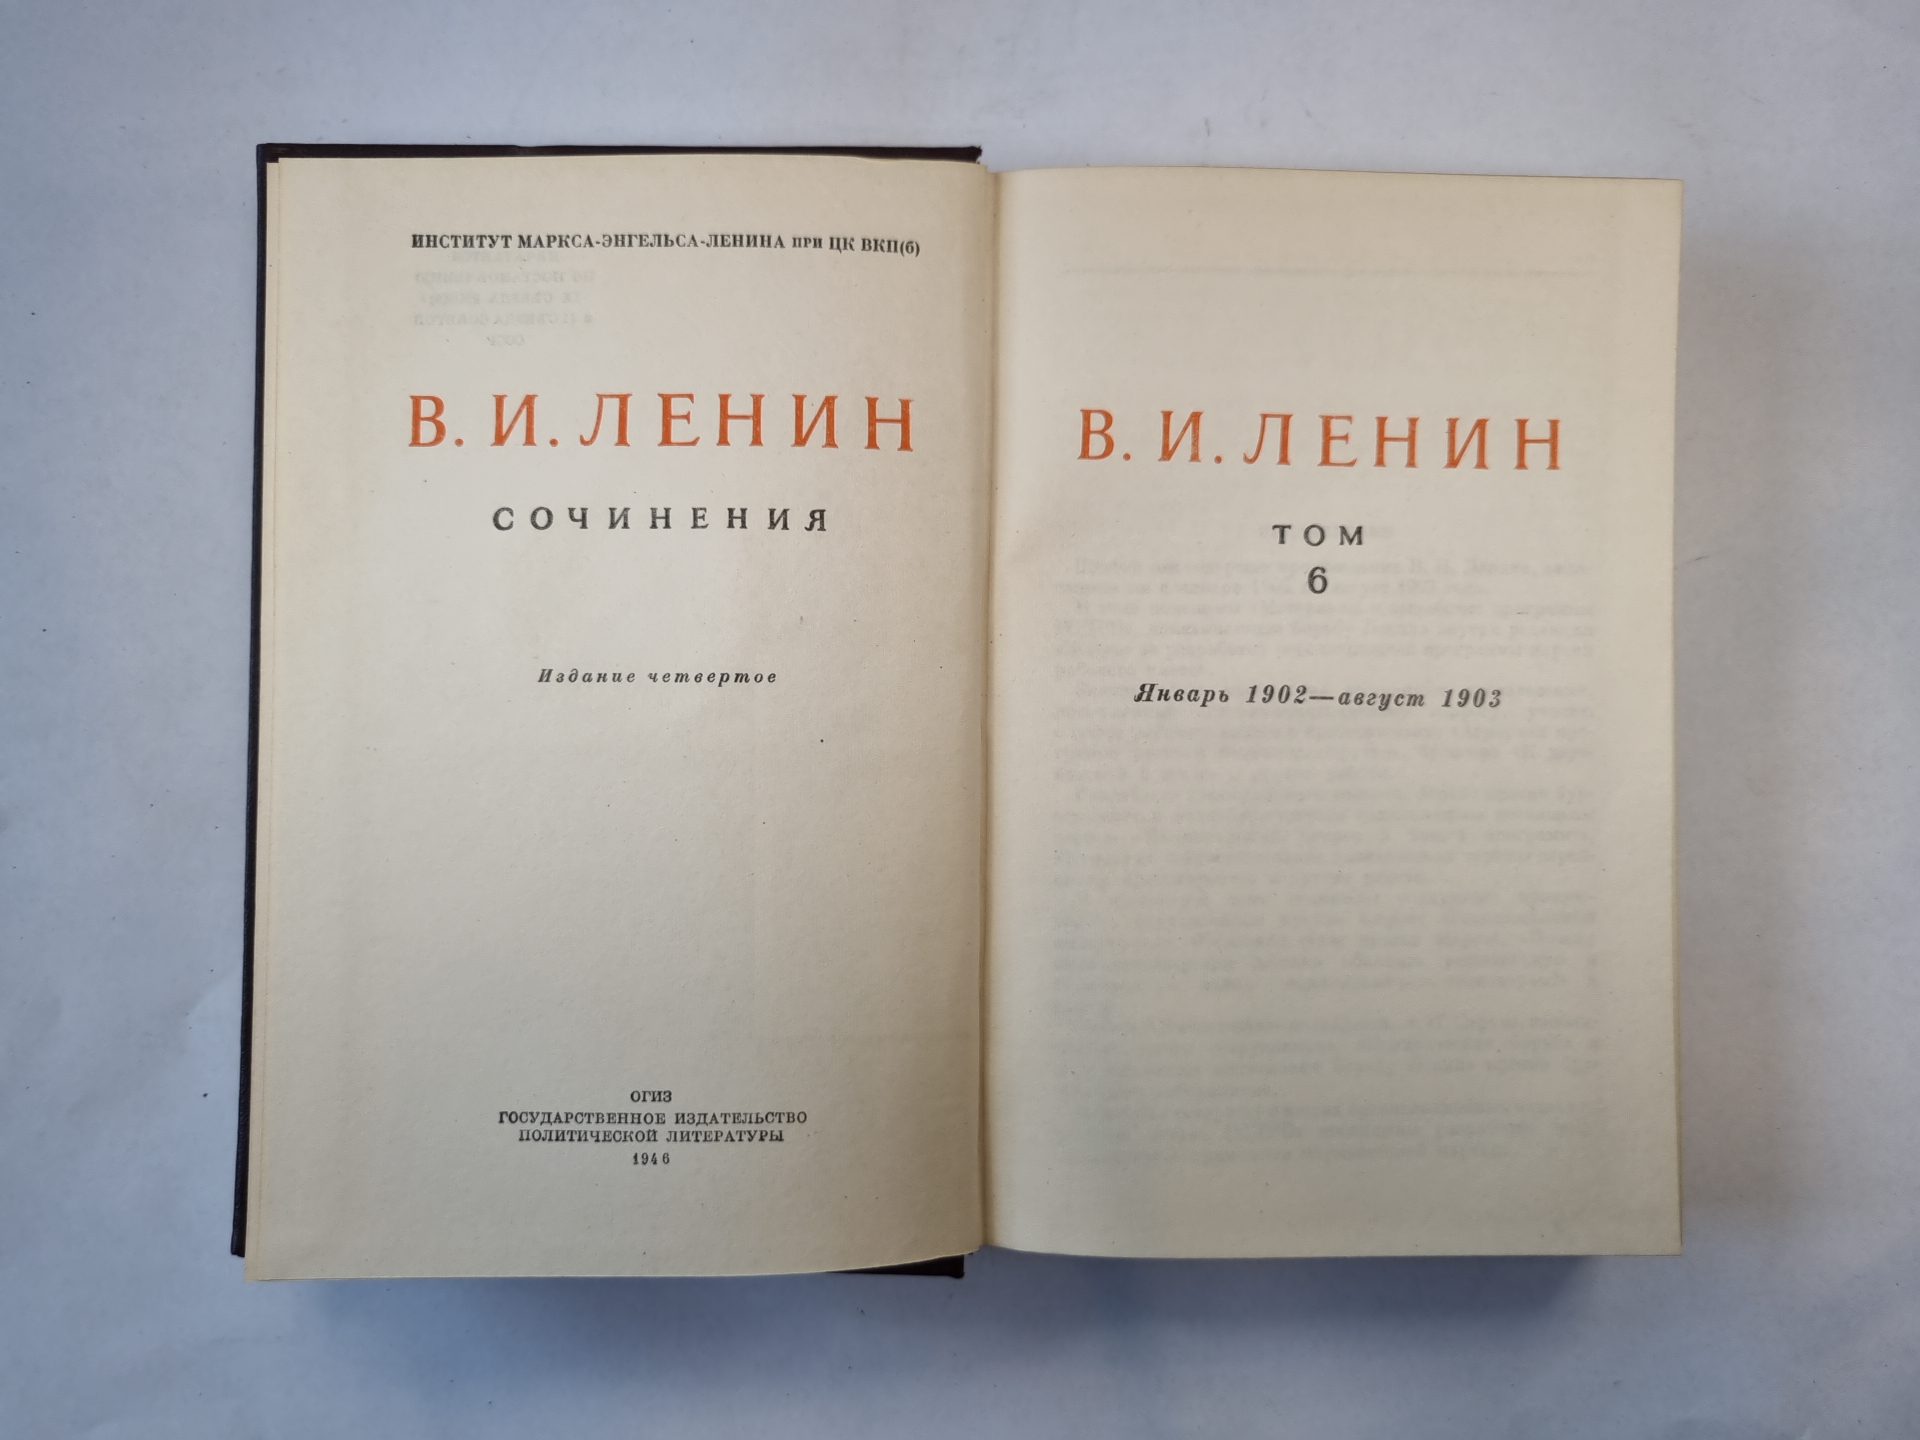 ИНСТИТУТ МАРКСА-ЭНГЕЛЬСА-ЛЕНИНА ПРИ ЦК ВКП(б)
В. И. ЛЕНИН
СОЧИНЕНИЯ
Издание четвертое
ОГИЗ
ГОСУДАРСТВЕННОЕ ИЗДАТЕЛЬСТВО
ПОЛИТИЧЕСКОЙ ЛИТЕРАТУРЫ
1946
В. И. ЛЕНИН
ТОМ
6
Январь 1902—август 1903